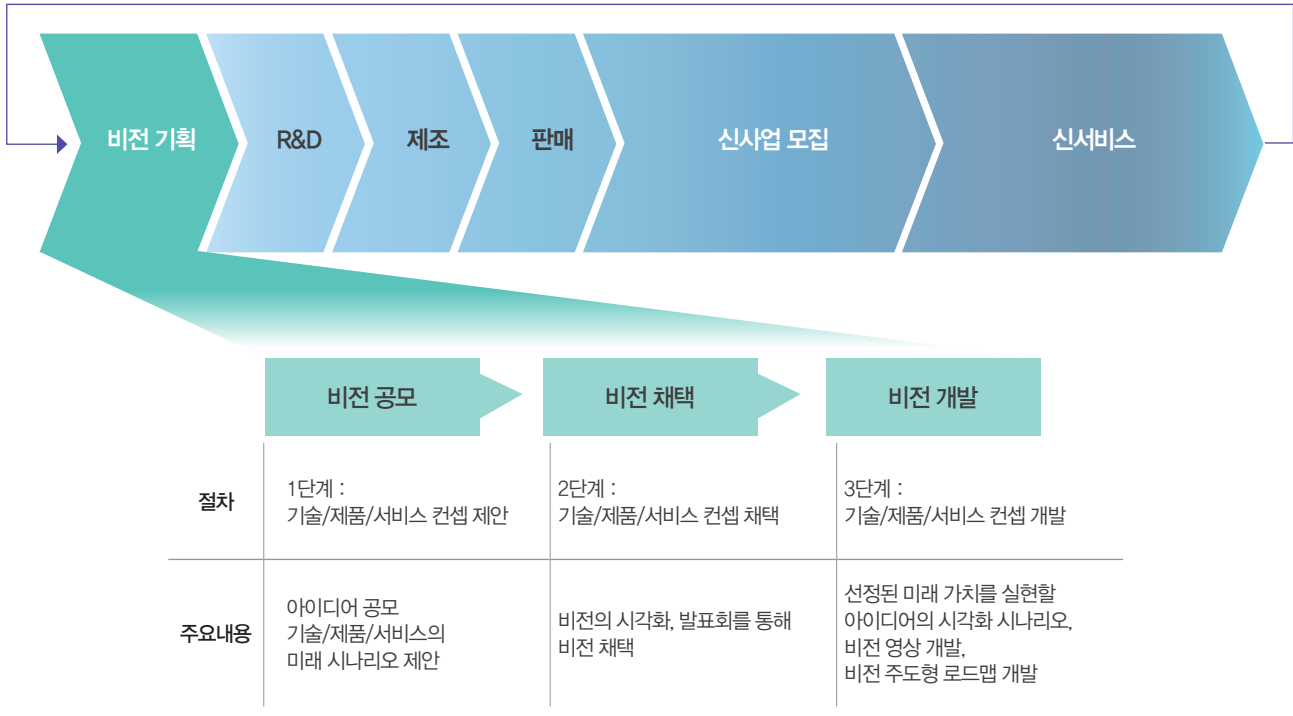 비전 기획
R&D
제조
판매
신사업 모집
신서비스
비전 공모
비전 채택
비전 개발
절차
1단계 :
기술/제품/서비스 컨셉 제안
2단계 :
기술/제품/서비스 컨셉 채택
3단계 :
기술/제품/서비스 컨셉 개발
주요내용
아이디어 공모
기술/제품/서비스의
미래 시나리오 제안
비전의 시각화, 발표회를 통해
비전 채택
선정된 미래 가치를 실현할
아이디어의 시각화 시나리오,
비전 영상 개발,
비전 주도형 로드맵 개발